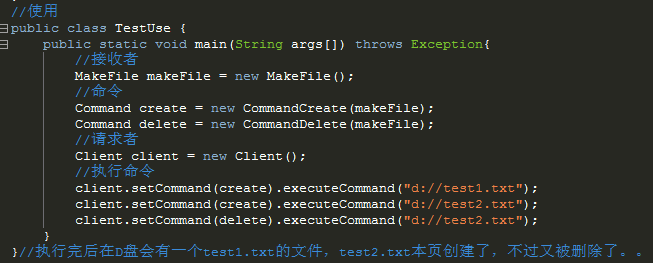 //使用
public class TestUse {
public static void main(String args[]) throws Exception{
//接收者
MakeFile makeFile = new MakeFile();
//命令
Command create = new CommandCreate(makeFile);
Command delete = new CommandDelete(makeFile);
//请求者
Client client = new Client();
//执行命令
client.setCommand(create).executeCommand("d://test1.txt");
client.setCommand(create).executeCommand("d://test2.txt");
client.setCommand(delete).executeCommand("d://test2.txt");
}
}//执行完后在D盘会有一个test1.txt的文件，test2.txt本页创建了，不过又被删除了。。